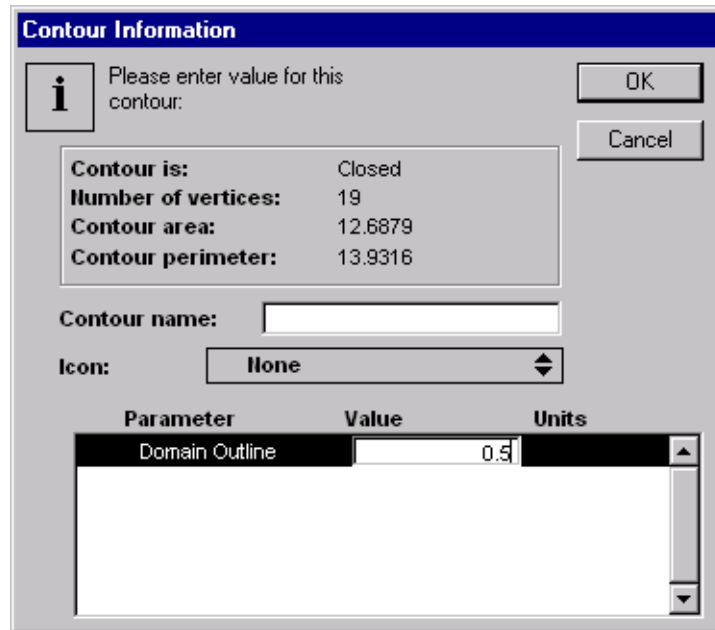 Contour Information
i
Please enter value for this
contour:
OK
Cancel
Contour is: Closed
Number of vertices: 19
Contour area: 12.6879
Contour perimeter: 13.9316
Contour name:
Icon: None
Parameter Value Units
Domain Outline 0.5